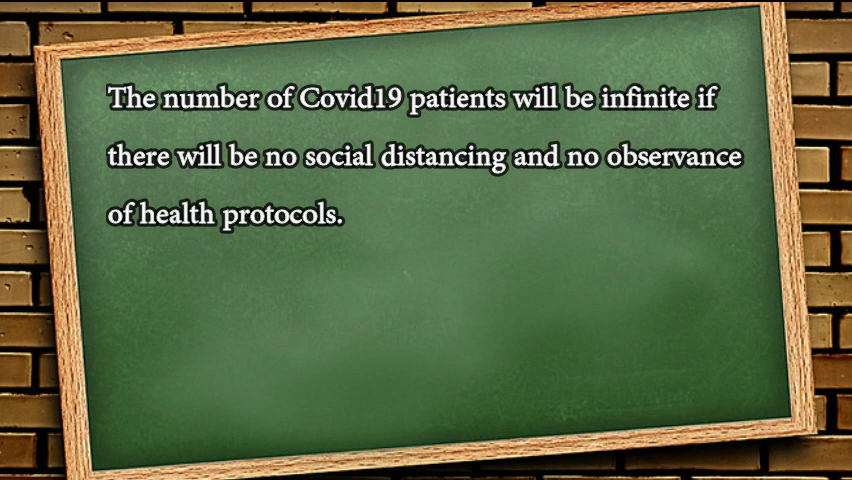 The number of Covid19 patients will be infinite if
there will be no social distancing and no observance
of health protocols.